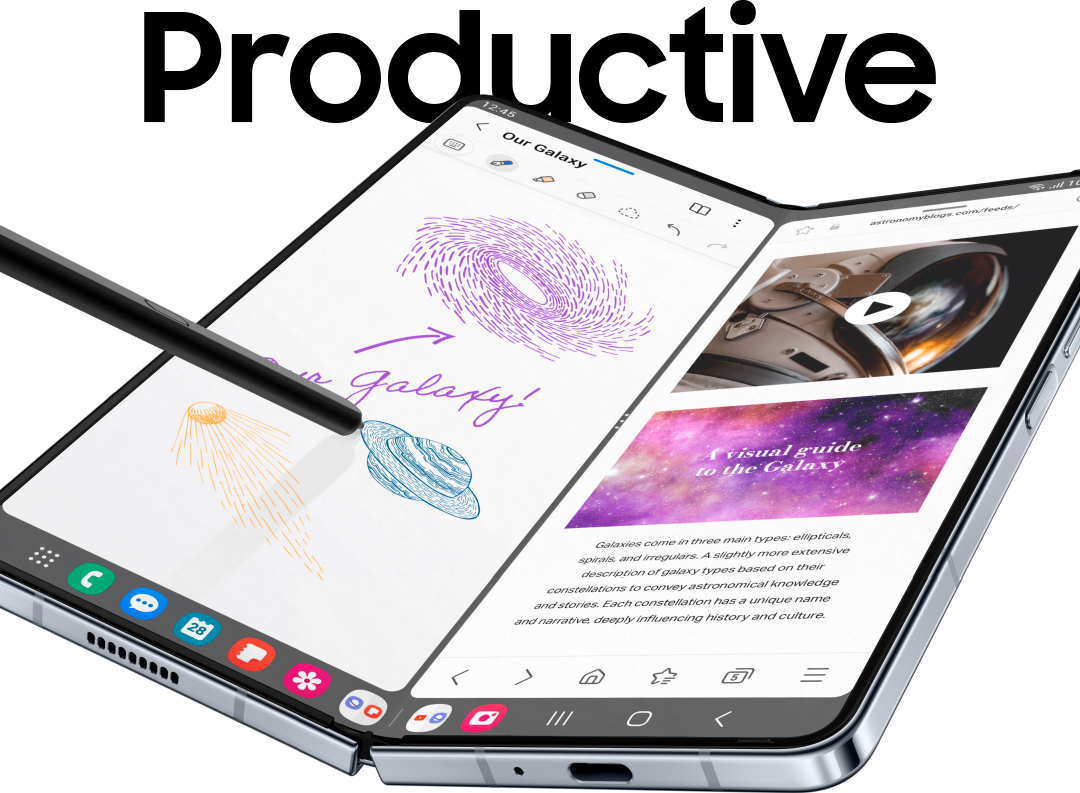 Productive
12:45
Our Galaxy
astronomyblogs.com/feeds/
Our Galaxy!
A visual guide
to the Galaxy
Galaxies come in three main types: ellipticals,
spirals, and irregulars. A slightly more extensive
description of galaxy types based on their
constellations to convey astronomical knowledge
and stories. Each constellation has a unique name
and narrative, deeply influencing history and culture.
28
5